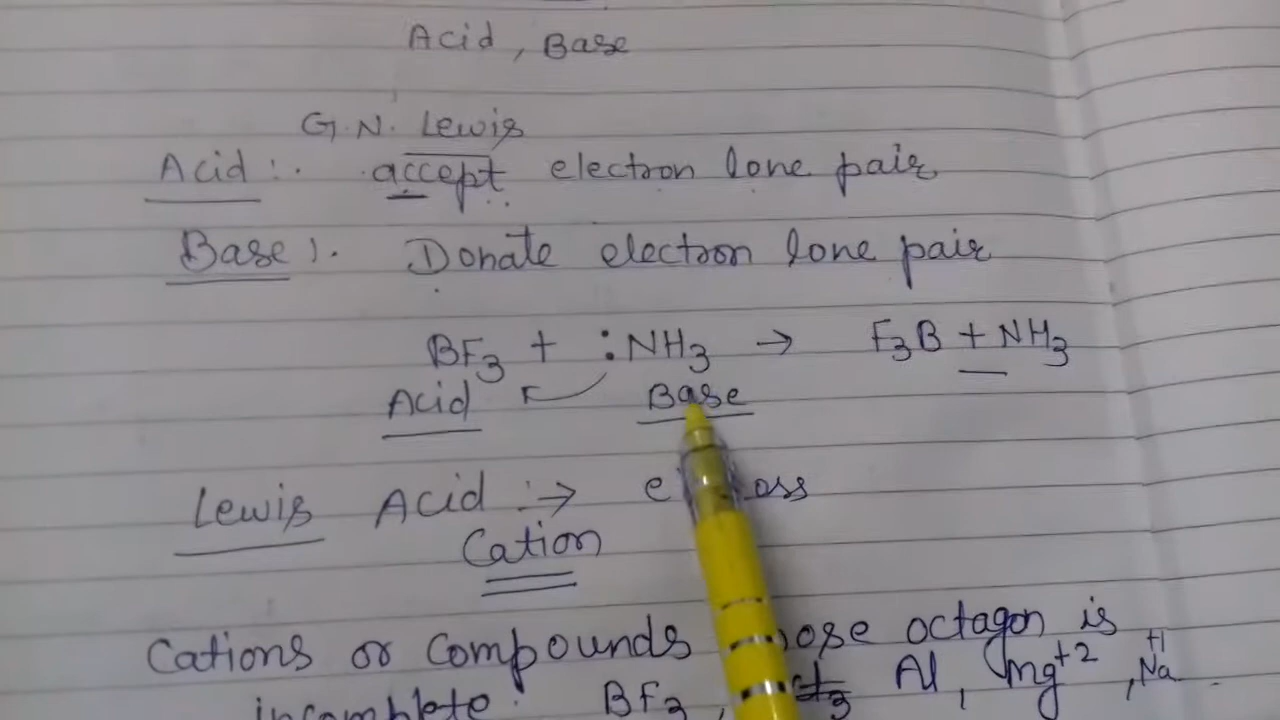 Acid, Base
G.N. Lewis
Acid:. accept electron lone pair
Base:. Donate electron lone pair
BF3 + :NH3 → F3B + NH3
Acid Base
Lewis Acid :→ e
Cation
Cations or compounds octagon is
incomplete. BF3, Al, mg+2, Na+1